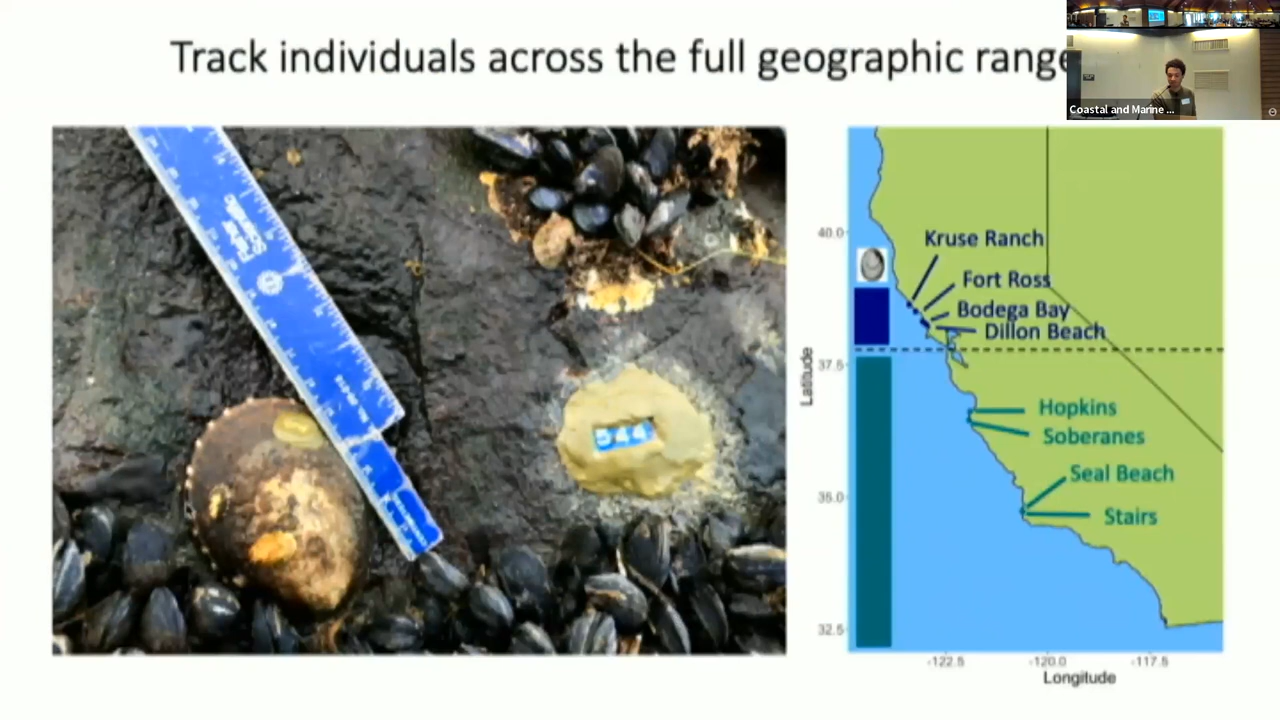 Track individuals across the full geographic range
Coastal and Marine ...
544
40.0
37.5
35.0
32.5
Latitude
Kruse Ranch
Fort Ross
Bodega Bay
Dillon Beach
Hopkins
Soberanes
Seal Beach
Stairs
-122.5
-120.0
-117.5
Longitude